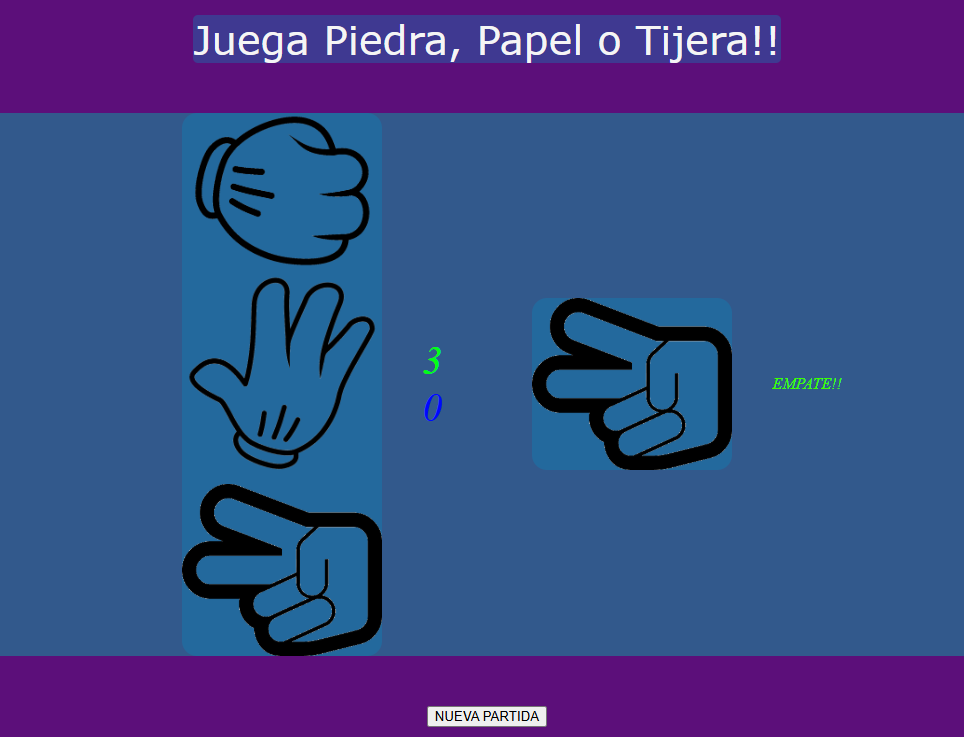 Juega Piedra, Papel o Tijera!!
3
0
EMPATE!!
NUEVA PARTIDA